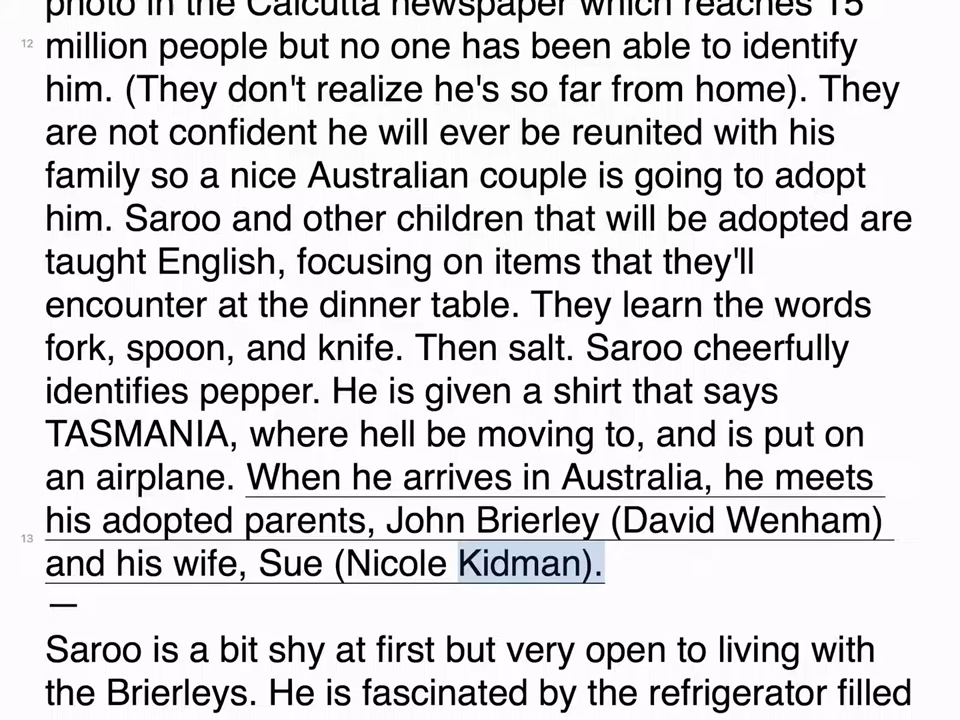 photo in the Calcutta newspaper which reaches 15
12
million people but no one has been able to identify
him. (They don't realize he's so far from home). They
are not confident he will ever be reunited with his
family so a nice Australian couple is going to adopt
him. Saroo and other children that will be adopted are
taught English, focusing on items that they'll
encounter at the dinner table. They learn the words
fork, spoon, and knife. Then salt. Saroo cheerfully
identifies pepper. He is given a shirt that says
TASMANIA, where hell be moving to, and is put on
an airplane. When he arrives in Australia, he meets
his adopted parents, John Brierley (David Wenham)
13
and his wife, Sue (Nicole Kidman).
—
Saroo is a bit shy at first but very open to living with
the Brierleys. He is fascinated by the refrigerator filled